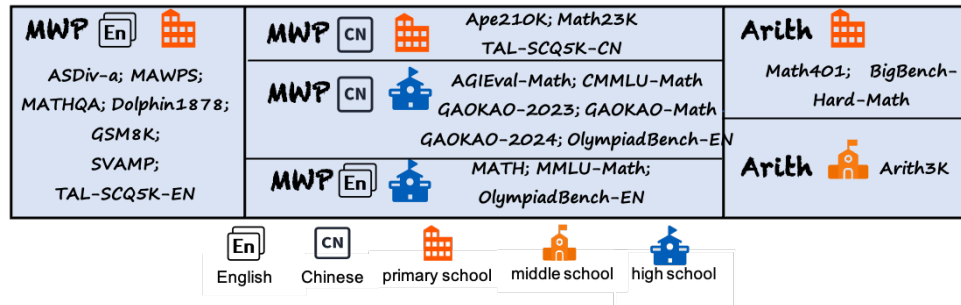 MWP En
ASDiv-a; MAWPS;
MATHQA; Dolphin1878;
GSM8K;
SVAMP;
TAL-SCQ5K-EN
MWP CN
Ape210K; Math23K
TAL-SCQ5K-CN
MWP CN
AGIEval-Math; CMMLU-Math
GAOKAO-2023; GAOKAO-Math
GAOKAO-2024; OlympiadBench-EN
MWP En
MATH; MMLU-Math;
OlympiadBench-EN
Arith
Math401; BigBench-
Hard-Math
Arith Arith3K
En CN
English Chinese primary school middle school high school